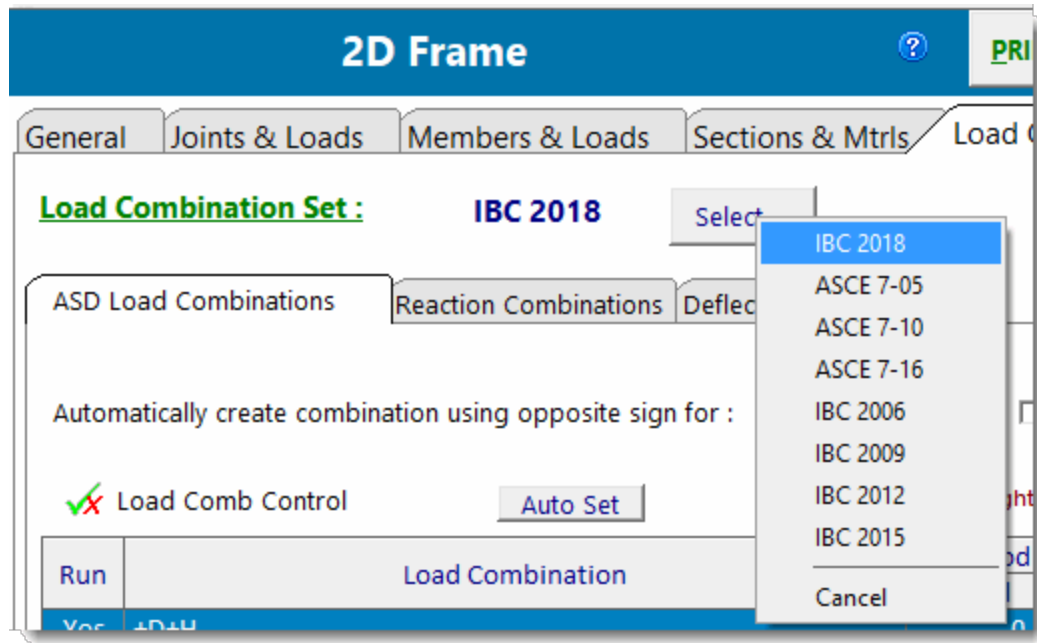 2D Frame
PRI
General Joints & Loads Members & Loads Sections & Mtrls Load
Load Combination Set : IBC 2018 Select
IBC 2018
ASCE 7-05
ASCE 7-10
ASCE 7-16
IBC 2006
IBC 2009
IBC 2012
IBC 2015
Cancel
ASD Load Combinations Reaction Combinations Deflec
Automatically create combination using opposite sign for :
Load Comb Control Auto Set
Run Load Combination
Yes +D+H